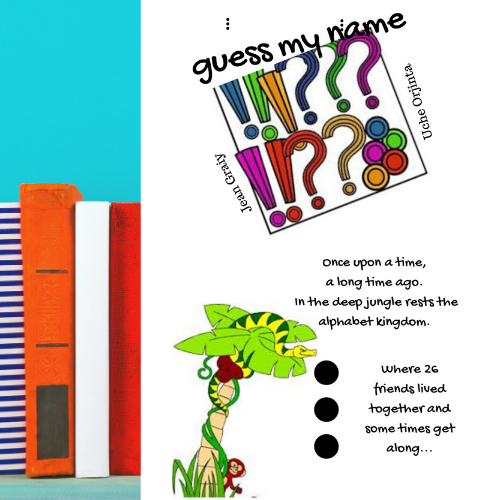 guess my name
Uche Orjinta
Jean Graiy
Once upon a time,
a long time ago.
In the deep jungle rests the
alphabet kingdom.
Where 26
friends lived
together and
some times get
along...